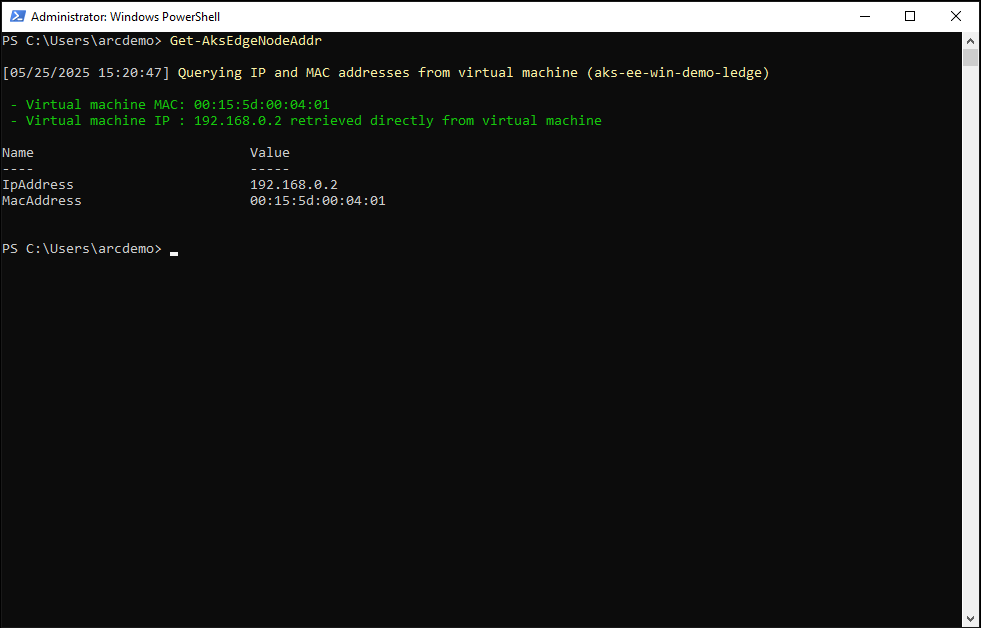 Administrator: Windows PowerShell
PS C:\Users\arcdemo> Get-AksEdgeNodeAddr
[05/25/2025 15:20:47] Querying IP and MAC addresses from virtual machine (aks-ee-win-demo-ledge)
- Virtual machine MAC: 00:15:5d:00:04:01
- Virtual machine IP : 192.168.0.2 retrieved directly from virtual machine
Name Value
---- -----
IpAddress 192.168.0.2
MacAddress 00:15:5d:00:04:01
PS C:\Users\arcdemo>